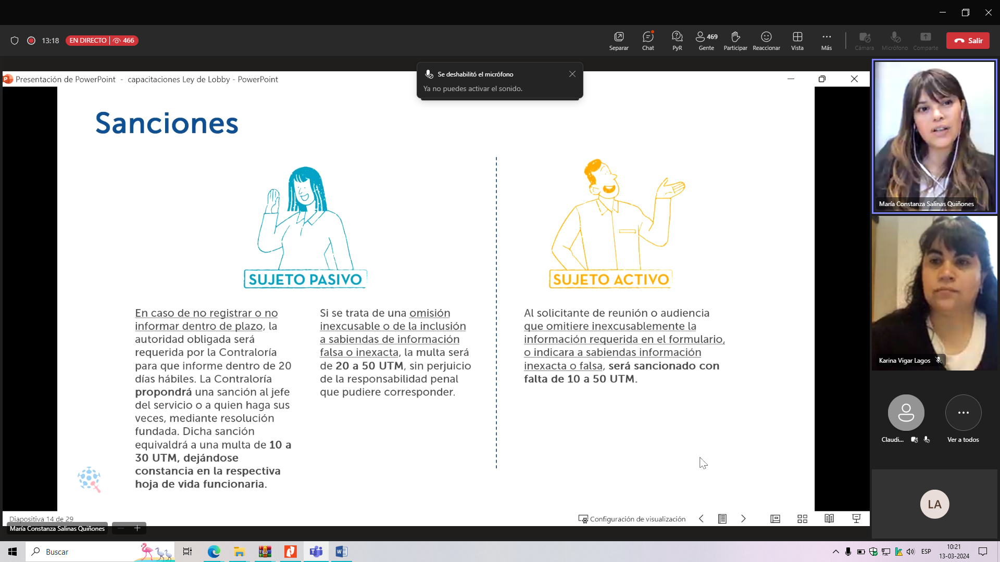 13:18
EN DIRECTO
466
Separar
Chat
PyR
469
Gente
Participar
Reaccionar
Vista
Más
Cámara
Micrófono
Comparte
Salir
Presentación de PowerPoint - capacitaciones Ley de Lobby - PowerPoint
Se deshabilitó el micrófono
Ya no puedes activar el sonido.
Sanciones
SUJETO PASIVO
En caso de no registrar o no
informar dentro de plazo, la
autoridad obligada será
requerida por la Contraloría
para que informe dentro de 20
días hábiles. La Contraloría
propondrá una sanción al jefe
del servicio o a quien haga sus
veces, mediante resolución
fundada. Dicha sanción
equivaldrá a una multa de 10 a
30 UTM, dejándose
constancia en la respectiva
hoja de vida funcionaria.
Si se trata de una omisión
inexcusable o de la inclusión
a sabiendas de información
falsa o inexacta, la multa será
de 20 a 50 UTM, sin perjuicio
de la responsabilidad penal
que pudiere corresponder.
SUJETO ACTIVO
Al solicitante de reunión o audiencia
que omitiere inexcusablemente la
información requerida en el formulario,
o indicara a sabiendas información
inexacta o falsa, será sancionado con
falta de 10 a 50 UTM.
María Constanza Salinas Quiñones
Karina Vigar Lagos
Claudi...
Ver a todos
LA
Diapositiva 14 de 29
Configuración de visualización
María Constanza Salinas Quiñones
Buscar
ESP
10:21
13-03-2024